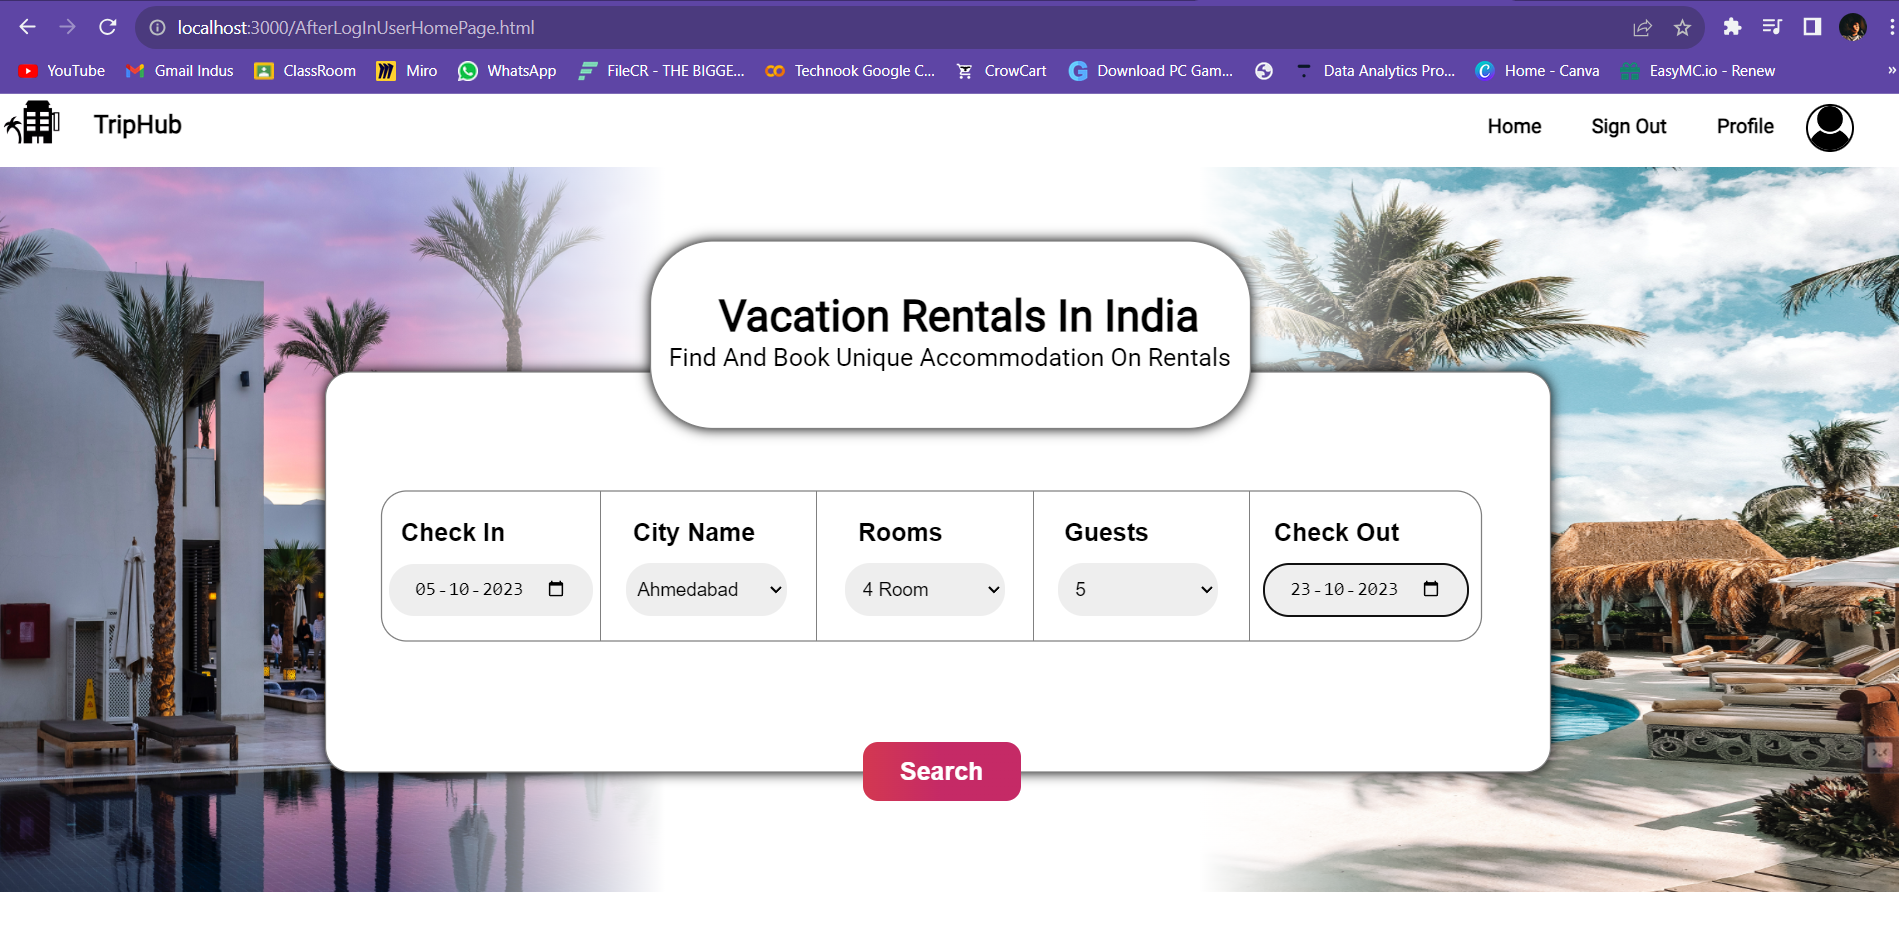 localhost:3000/AfterLogInUserHomePage.html
YouTube Gmail Indus ClassRoom Miro WhatsApp FileCR - THE BIGGE... Technook Google C... CrowCart Download PC Gam... Data Analytics Pro... Home - Canva EasyMC.io - Renew »
TripHub Home Sign Out Profile
Vacation Rentals In India
Find And Book Unique Accommodation On Rentals
Check In City Name Rooms Guests Check Out
05-10-2023 Ahmedabad 4 Room 5 23-10-2023
Search